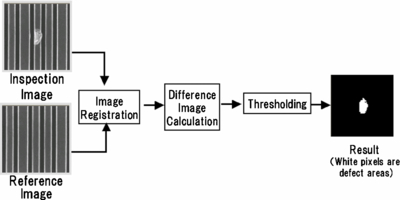 Inspection
Image
Reference
Image
Image
Registration
Difference
Image
Calculation
Thresholding
Result
(White pixels are
defect areas)